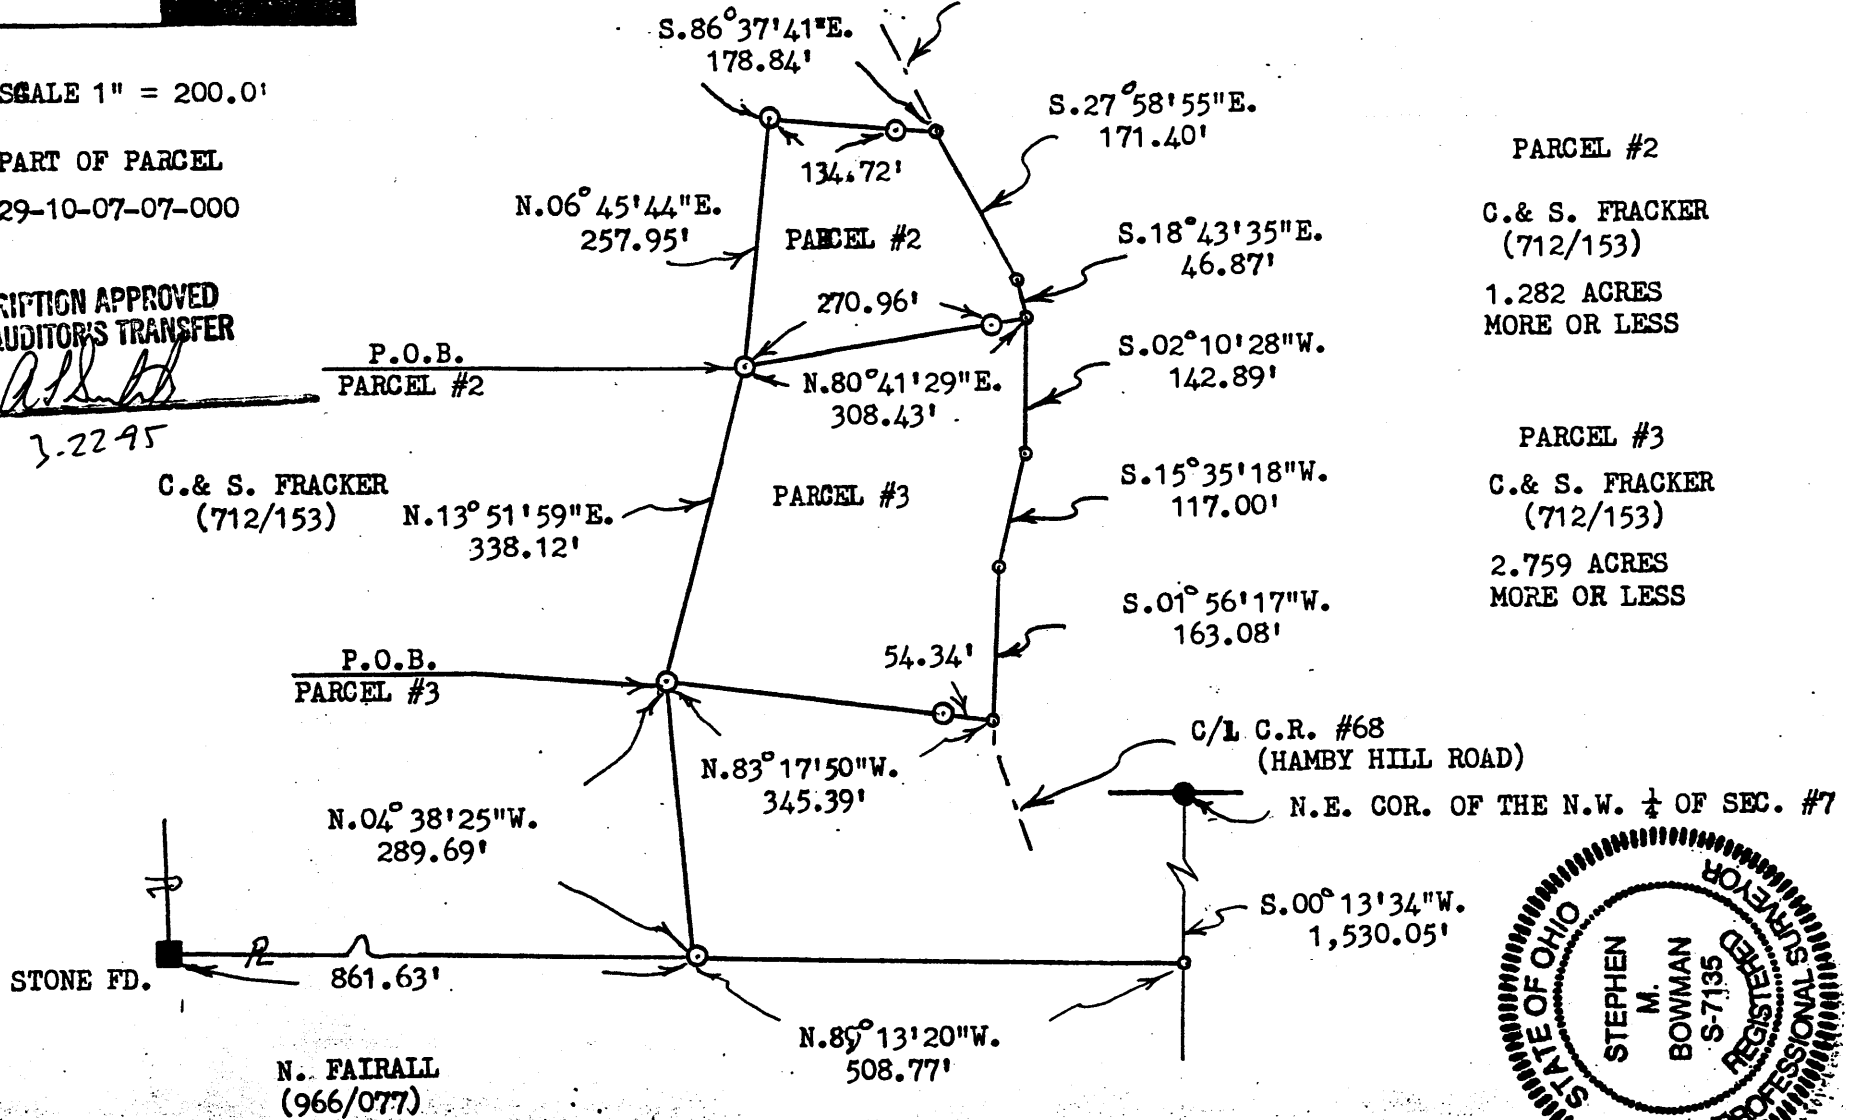 S.86°37'41"E.
178.84'
SCALE 1" = 200.0'
PART OF PARCEL
29-10-07-07-000
RIPTION APPROVED
AUDITOR'S TRANSFER
3-22-95
S.27°58'55"E.
171.40'
134.72'
N.06°45'44"E.
257.95'
PARCEL #2
S.18°43'35"E.
46.87'
270.96'
P.O.B.
PARCEL #2
N.80°41'29"E.
308.43'
S.02°10'28"W.
142.89'
C.& S. FRACKER
(712/153)
N.13°51'59"E.
338.12'
PARCEL #3
S.15°35'18"W.
117.00'
S.01°56'17"W.
163.08'
54.34'
P.O.B.
PARCEL #3
N.83°17'50"W.
345.39'
C/L C.R. #68
(HAMBY HILL ROAD)
N.E. COR. OF THE N.W. ¼ OF SEC. #7
N.04°38'25"W.
289.69'
S.00°13'34"W.
1,530.05'
STONE FD.
861.63'
N.89°13'20"W.
508.77'
N. FAIRALL
(966/077)
PARCEL #2
C.& S. FRACKER
(712/153)
1.282 ACRES
MORE OR LESS
PARCEL #3
C.& S. FRACKER
(712/153)
2.759 ACRES
MORE OR LESS
STATE OF OHIO
STEPHEN
M.
BOWMAN
S-7135
REGISTERED
PROFESSIONAL SURVEYOR